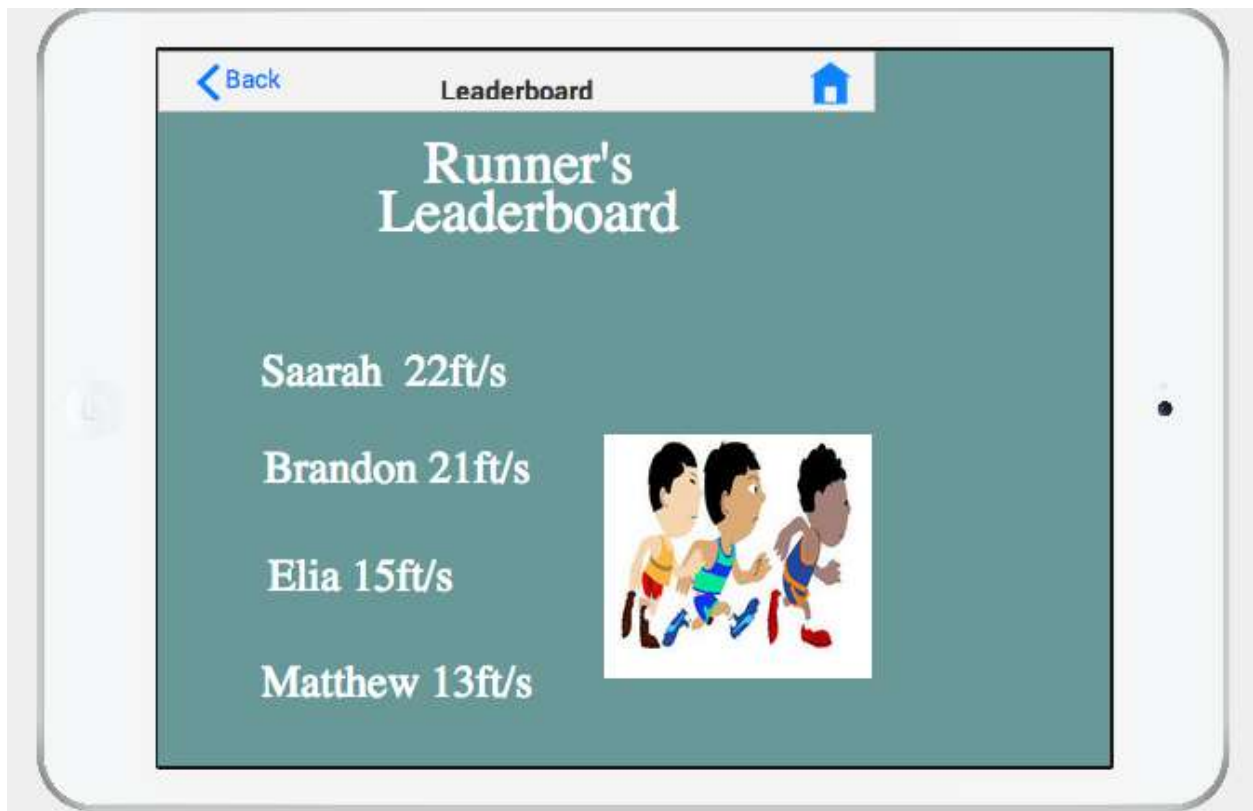 Back
Leaderboard
Runner's
Leaderboard
Saarah 22ft/s
Brandon 21ft/s
Elia 15ft/s
Matthew 13ft/s